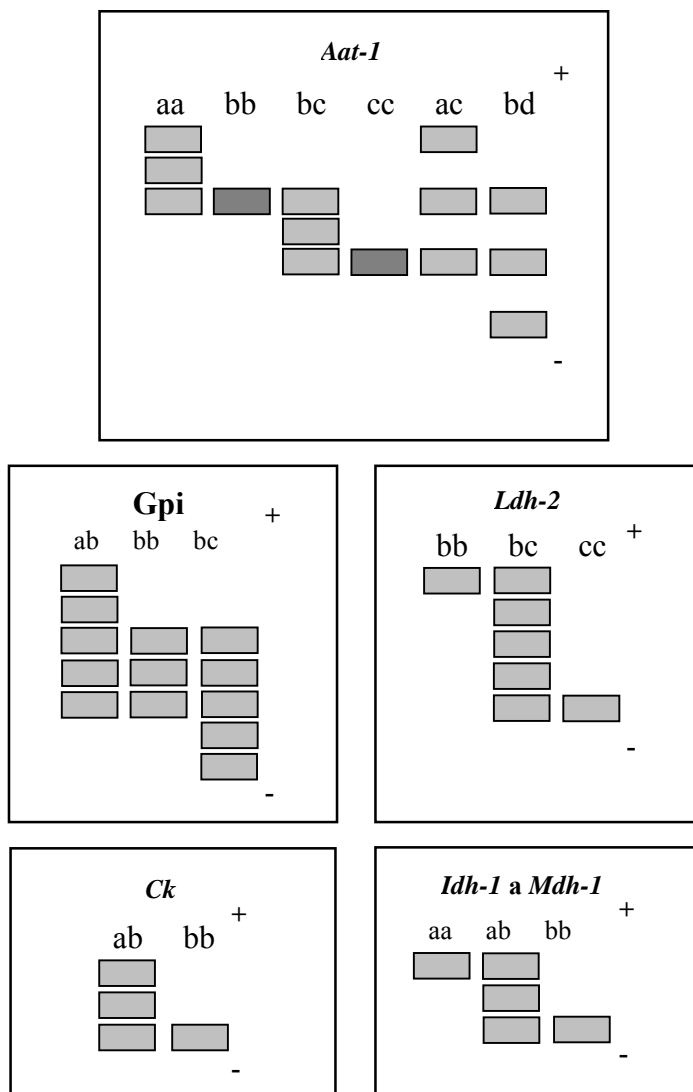 Aat-1
+
aa bb bc cc ac bd
-
Gpi
+
ab bb bc
-
Ldh-2
+
bb bc cc
-
Ck
+
ab bb
-
Idh-1 a Mdh-1
+
aa ab bb
-